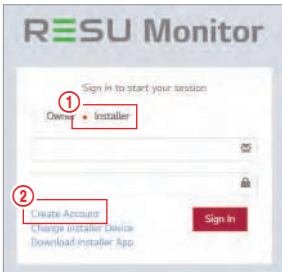 RESU Monitor
Sign in to start your session
1
Owner Installer
2
Create Account
Sign In
Change Installer Device
Download Installer App